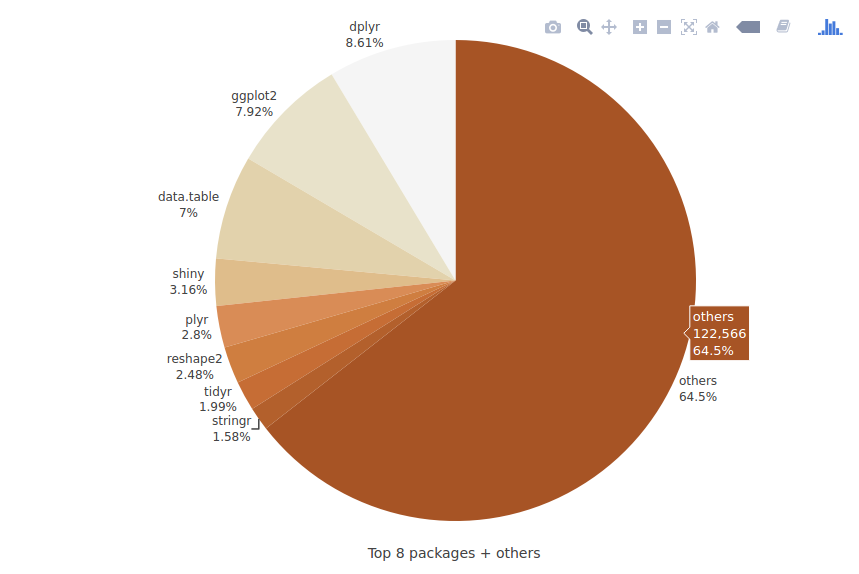 dplyr
8.61%
ggplot2
7.92%
data.table
7%
shiny
3.16%
plyr
2.8%
reshape2
2.48%
tidyr
1.99%
stringr
1.58%
others
122,566
64.5%
others
64.5%
Top 8 packages + others